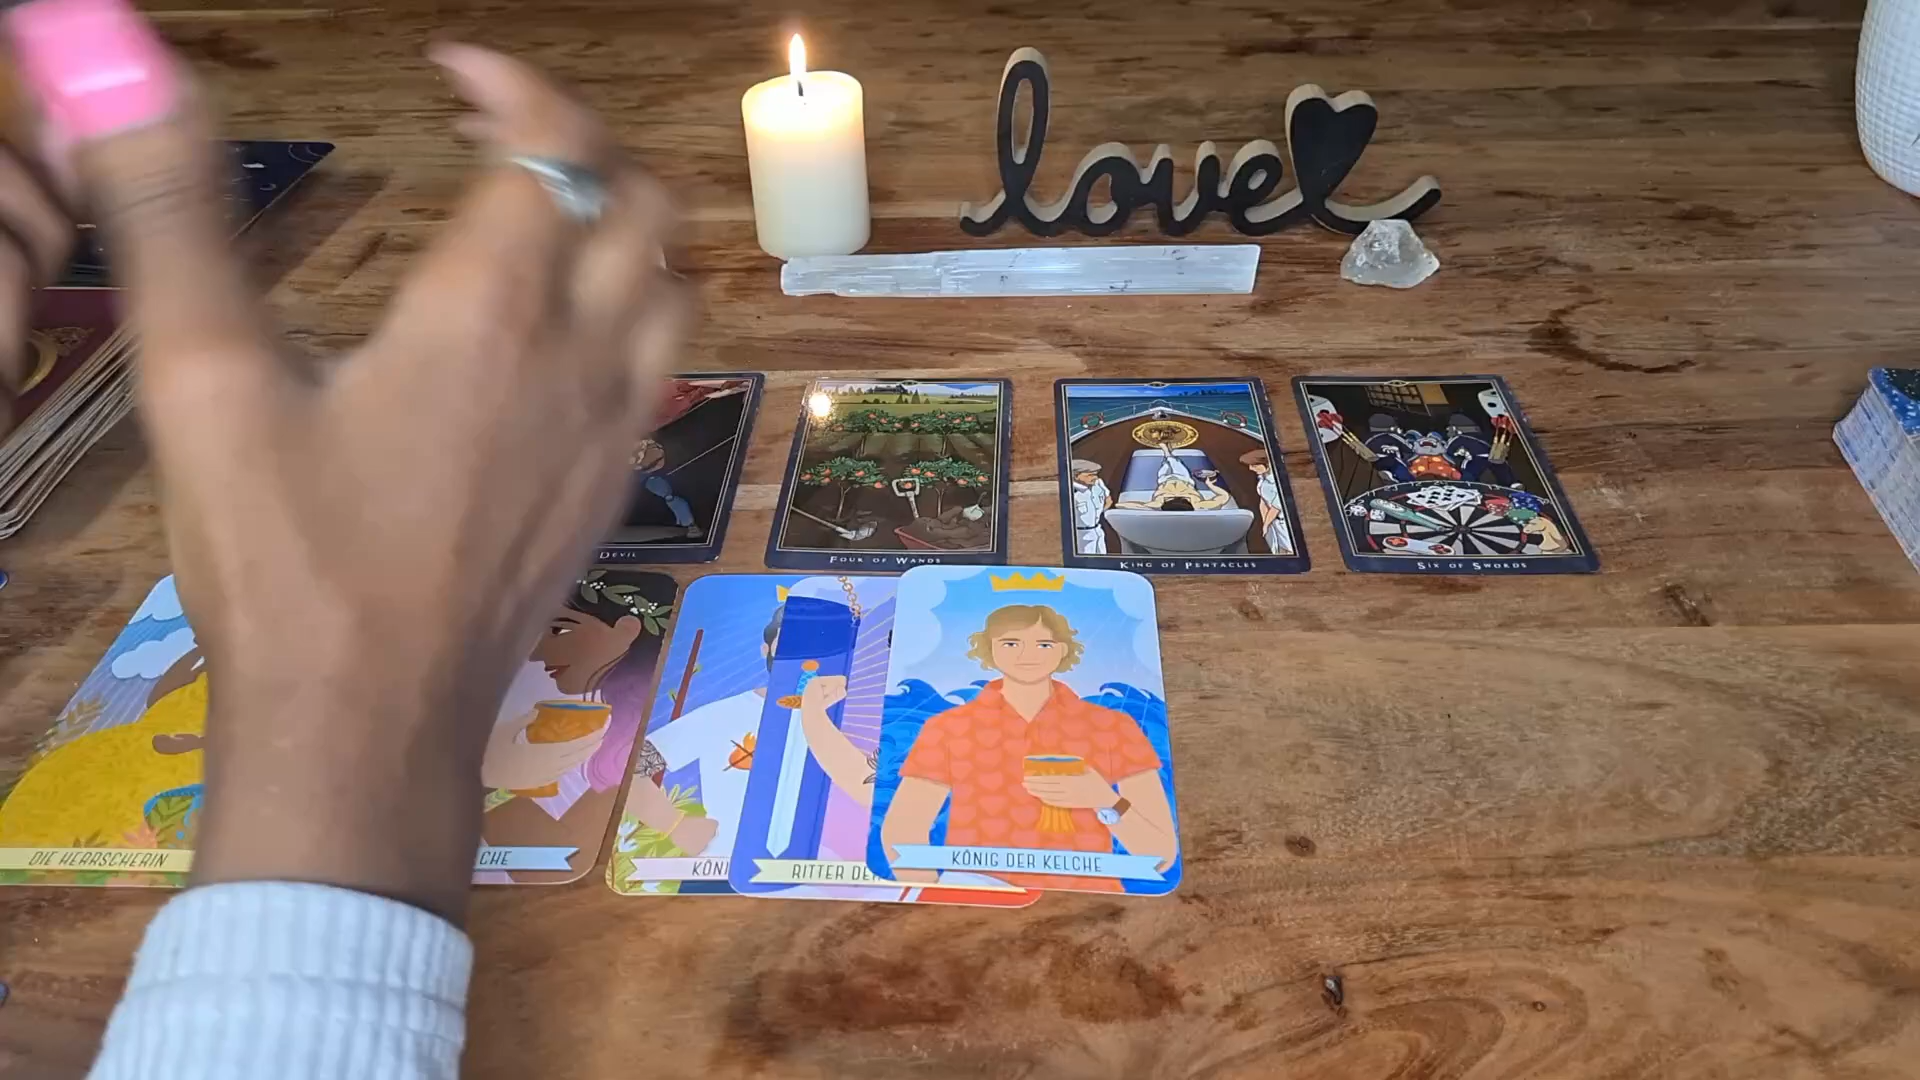 love
DEVIL
FOUR OF WANDS
KING OF PENTACLES
SIX OF SWORDS
DIE HERRSCHERIN
CHE
KÖNI
RITTER DER
KÖNIG DER KELCHE